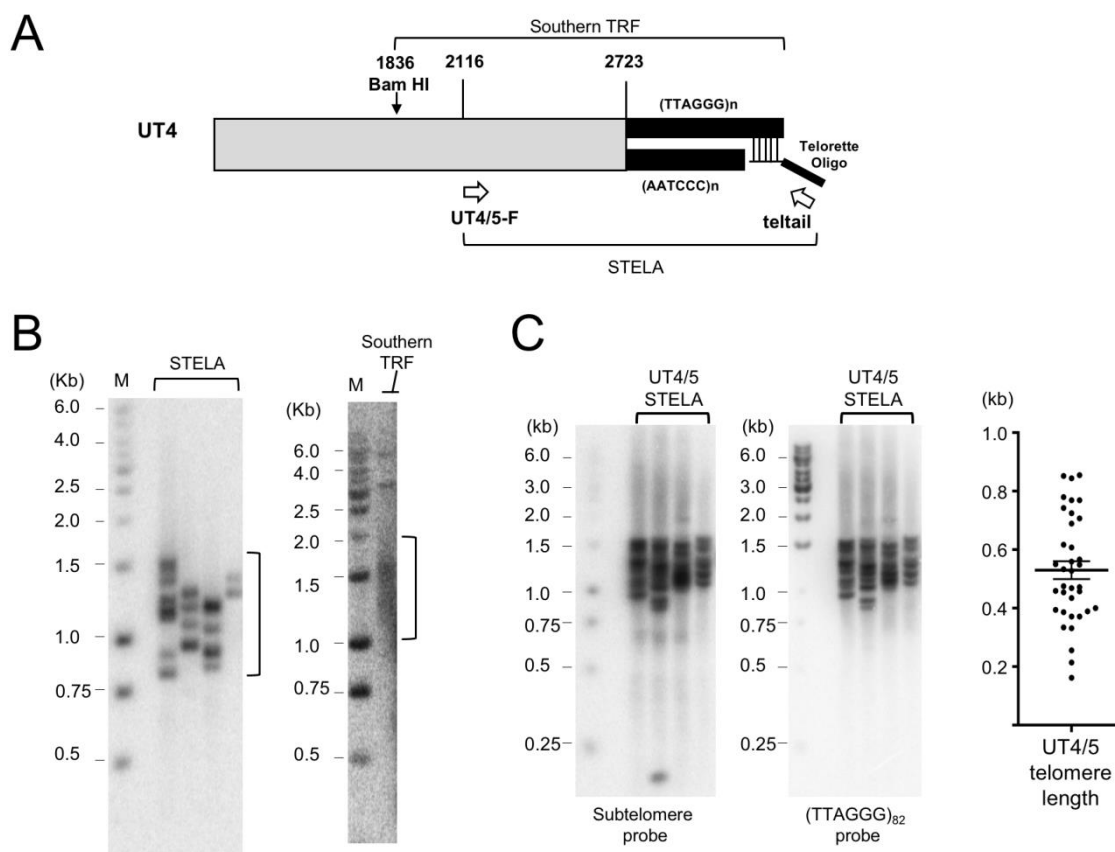 A
Southern TRF
1836
Bam HI
2116
2723
UT4
(TTAGGG)n
(AATCCC)n
Telorette
Oligo
UT4/5-F
teltail
STELA
B
(Kb)
M
STELA
6.0
4.0
2.5
2.0
1.5
1.0
0.75
0.5
Southern
TRF
(Kb)
M
6.0
4.0
2.5
2.0
1.5
1.0
0.75
0.5
C
UT4/5
STELA
(kb)
6.0
3.0
2.0
1.5
1.0
0.75
0.5
0.25
Subtelomere
probe
UT4/5
STELA
(kb)
6.0
3.0
2.0
1.5
1.0
0.75
0.5
0.25
(TTAGGG)82
probe
(kb)
1.0
0.8
0.6
0.4
0.2
UT4/5
telomere
length